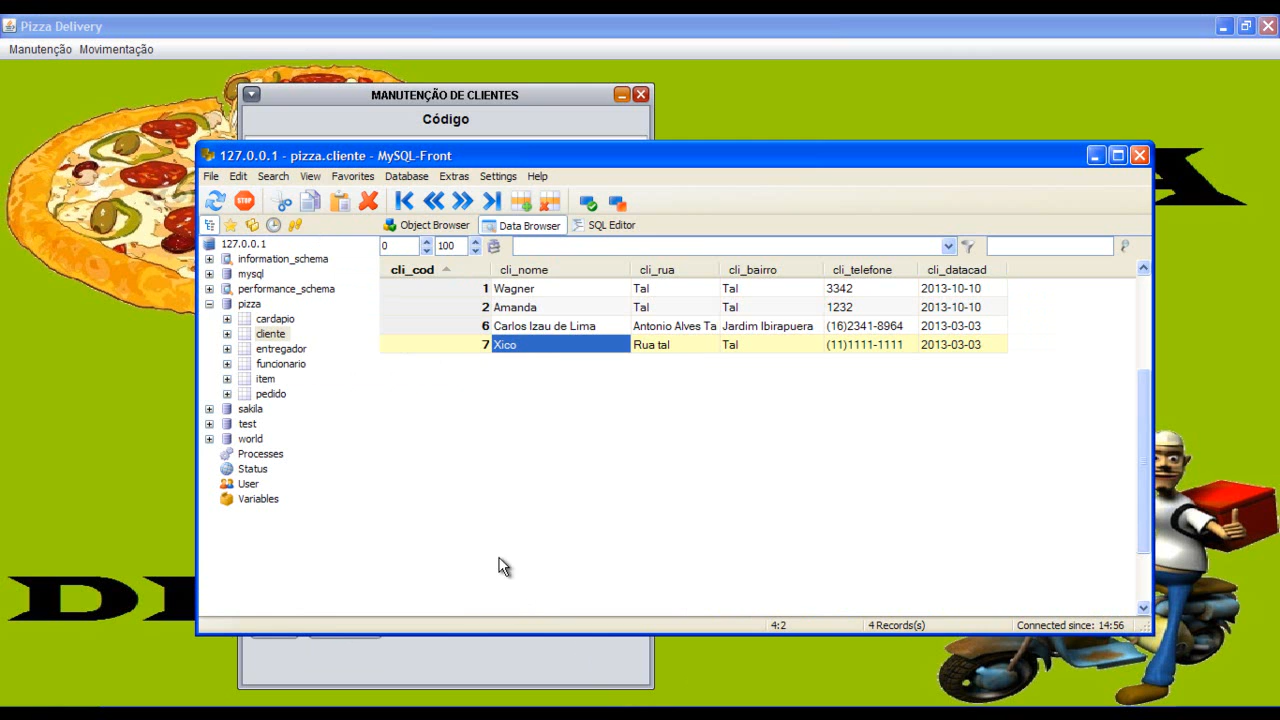 Pizza Delivery
Manutenção Movimentação
MANUTENÇÃO DE CLIENTES
Código
127.0.0.1 - pizza.cliente - MySQL-Front
File Edit Search View Favorites Database Extras Settings Help
STOP
Object Browser Data Browser SQL Editor
0 100
127.0.0.1
information_schema
mysql
performance_schema
pizza
cardapio
cliente
entregador
funcionario
item
pedido
sakila
test
world
Processes
Status
User
Variables
cli_cod cli_nome cli_rua cli_bairro cli_telefone cli_datacad
1 Wagner Tal Tal 3342 2013-10-10
2 Amanda Tal Tal 1232 2013-10-10
6 Carlos Izau de Lima Antonio Alves Ta Jardim Ibirapuera (16)2341-8964 2013-03-03
7 Xico Rua tal Tal (11)1111-1111 2013-03-03
4:2 4 Records(s) Connected since: 14:56